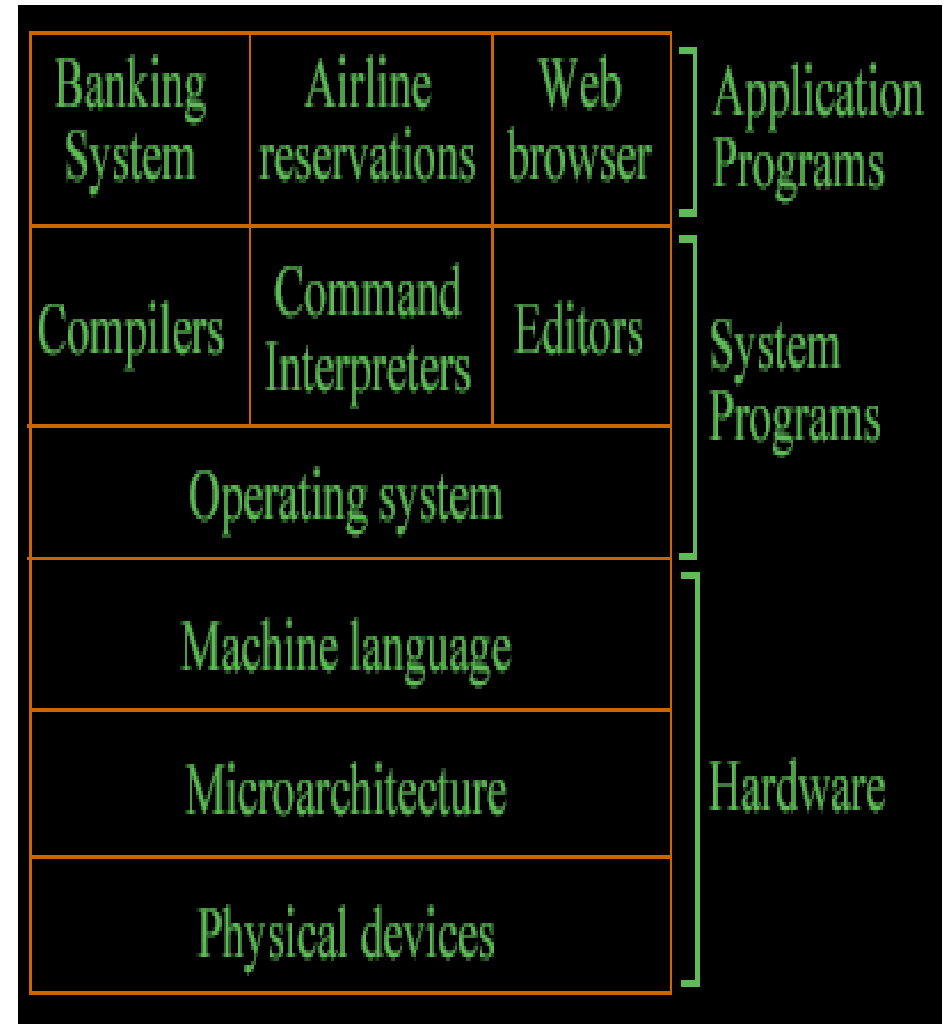 Banking
System
Airline
reservations
Web
browser
Application
Programs
Compilers
Command
Interpreters
Editors
System
Programs
Operating system
Machine language
Microarchitecture
Hardware
Physical devices